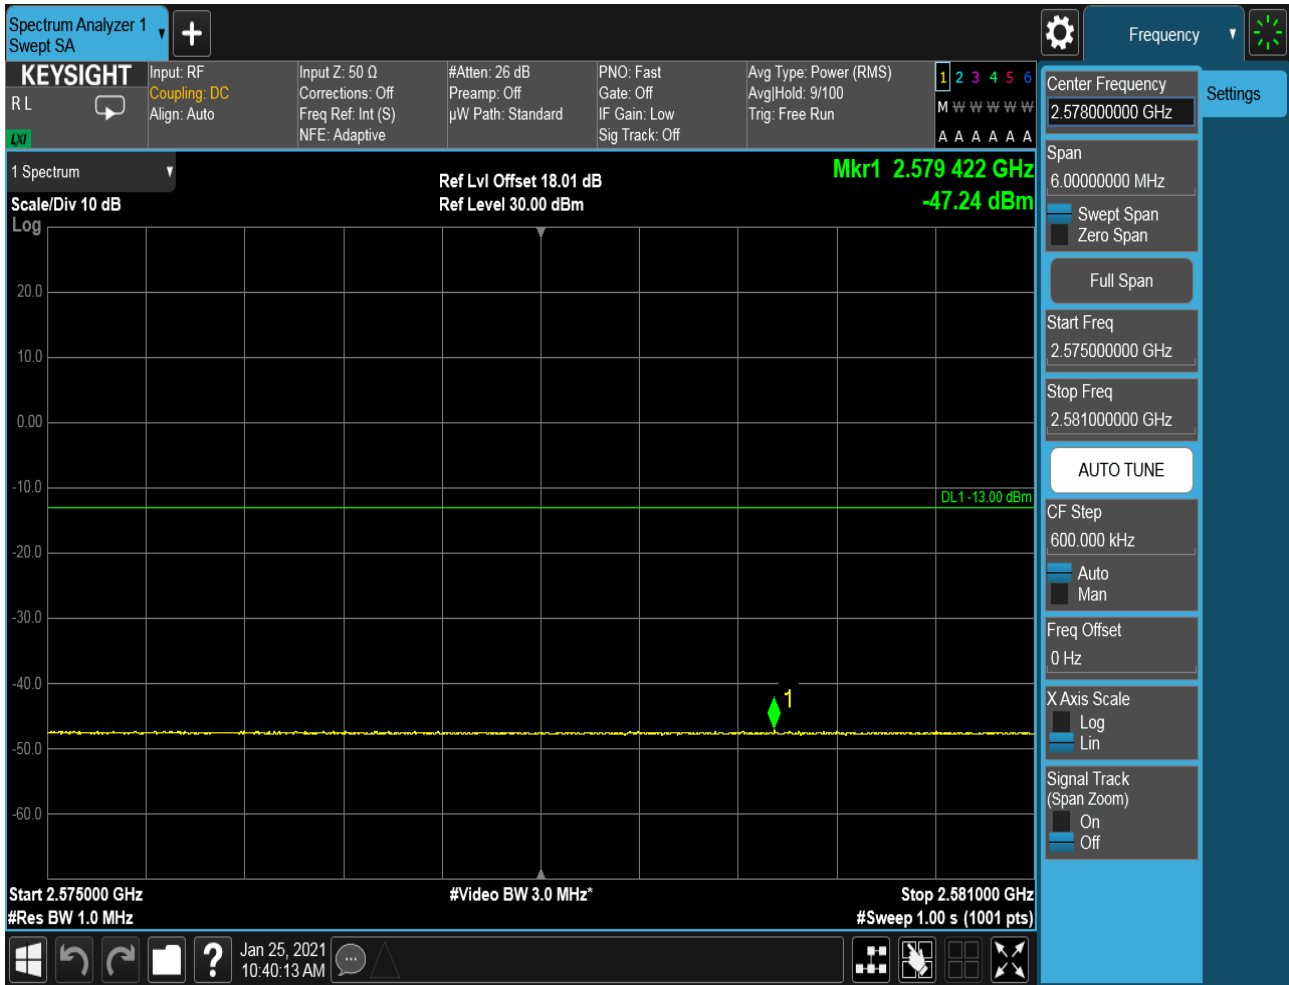 Spectrum Analyzer 1
Swept SA
Frequency
KEYSIGHT
R L
LXI
Input: RF
Coupling: DC
Align: Auto
Input Z: 50 Ω
Corrections: Off
Freq Ref: Int (S)
NFE: Adaptive
#Atten: 26 dB
Preamp: Off
µW Path: Standard
PNO: Fast
Gate: Off
IF Gain: Low
Sig Track: Off
Avg Type: Power (RMS)
Avg|Hold: 9/100
Trig: Free Run
1 2 3 4 5 6
M W W W W W
A A A A A A
Center Frequency
2.578000000 GHz
Settings
1 Spectrum
Scale/Div 10 dB
Log
Ref Lvl Offset 18.01 dB
Ref Level 30.00 dBm
Mkr1 2.579 422 GHz
-47.24 dBm
Span
6.00000000 MHz
Swept Span
Zero Span
Full Span
Start Freq
2.575000000 GHz
Stop Freq
2.581000000 GHz
AUTO TUNE
CF Step
600.000 kHz
Auto
Man
Freq Offset
0 Hz
X Axis Scale
Log
Lin
Signal Track
(Span Zoom)
On
Off
20.0
10.0
0.00
-10.0
DL1 -13.00 dBm
-20.0
-30.0
-40.0
1
-50.0
-60.0
Start 2.575000 GHz
#Video BW 3.0 MHz*
Stop 2.581000 GHz
#Res BW 1.0 MHz
#Sweep 1.00 s (1001 pts)
?
Jan 25, 2021
10:40:13 AM